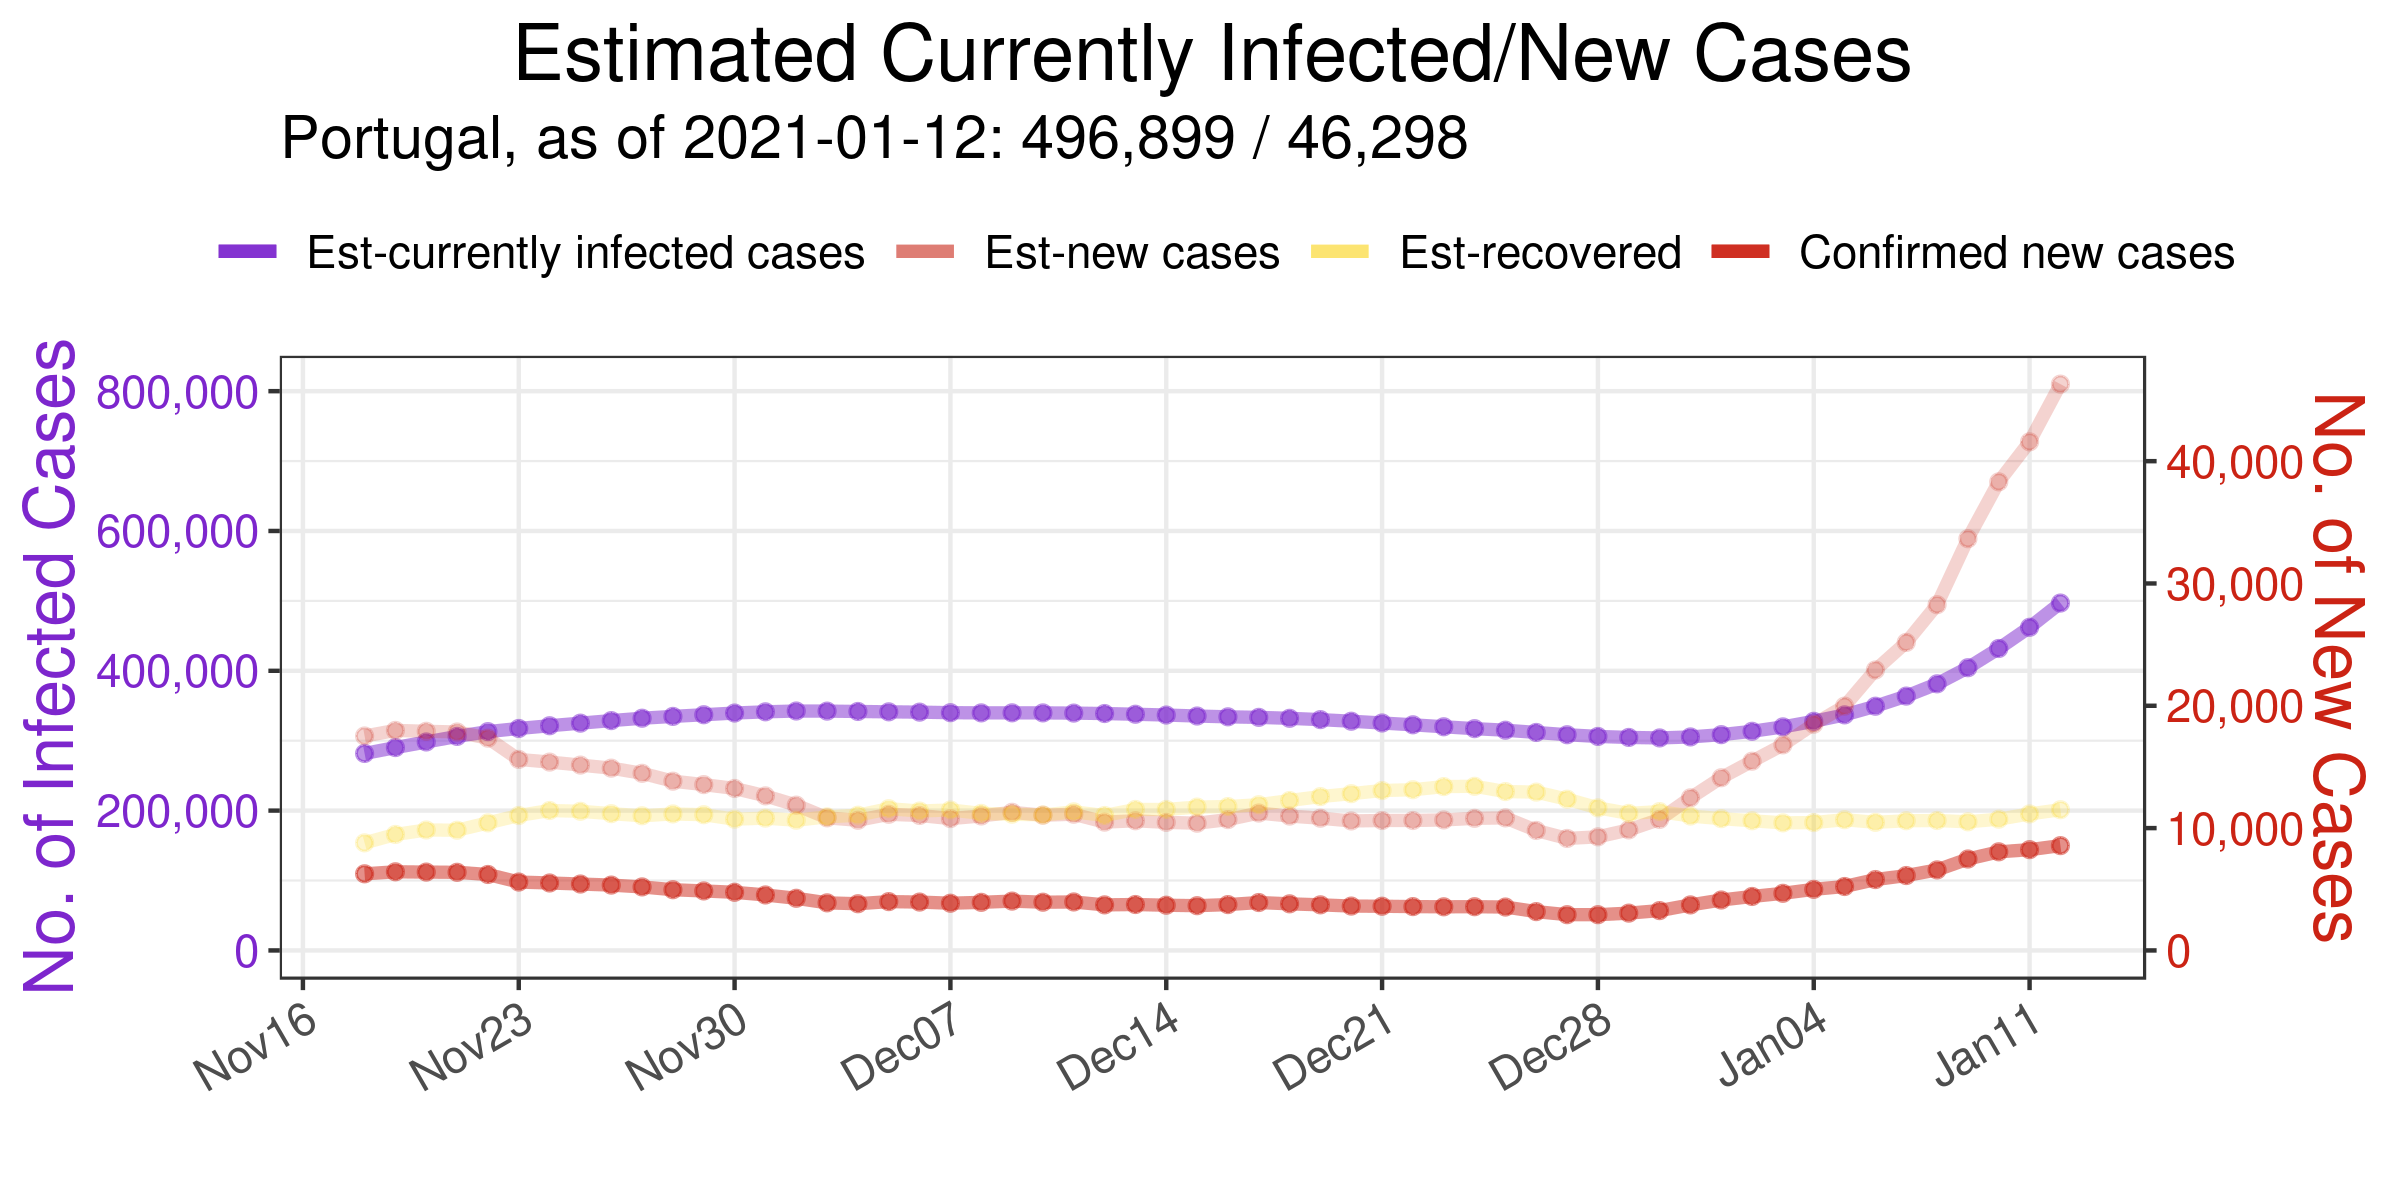 Estimated Currently Infected/New Cases
Portugal, as of 2021-01-12: 496,899 / 46,298
Est-currently infected cases Est-new cases Est-recovered Confirmed new cases
No. of Infected Cases
800,000
600,000
400,000
200,000
0
40,000
30,000
20,000
10,000
0
No. of New Cases
Nov16 Nov23 Nov30 Dec07 Dec14 Dec21 Dec28 Jan04 Jan11